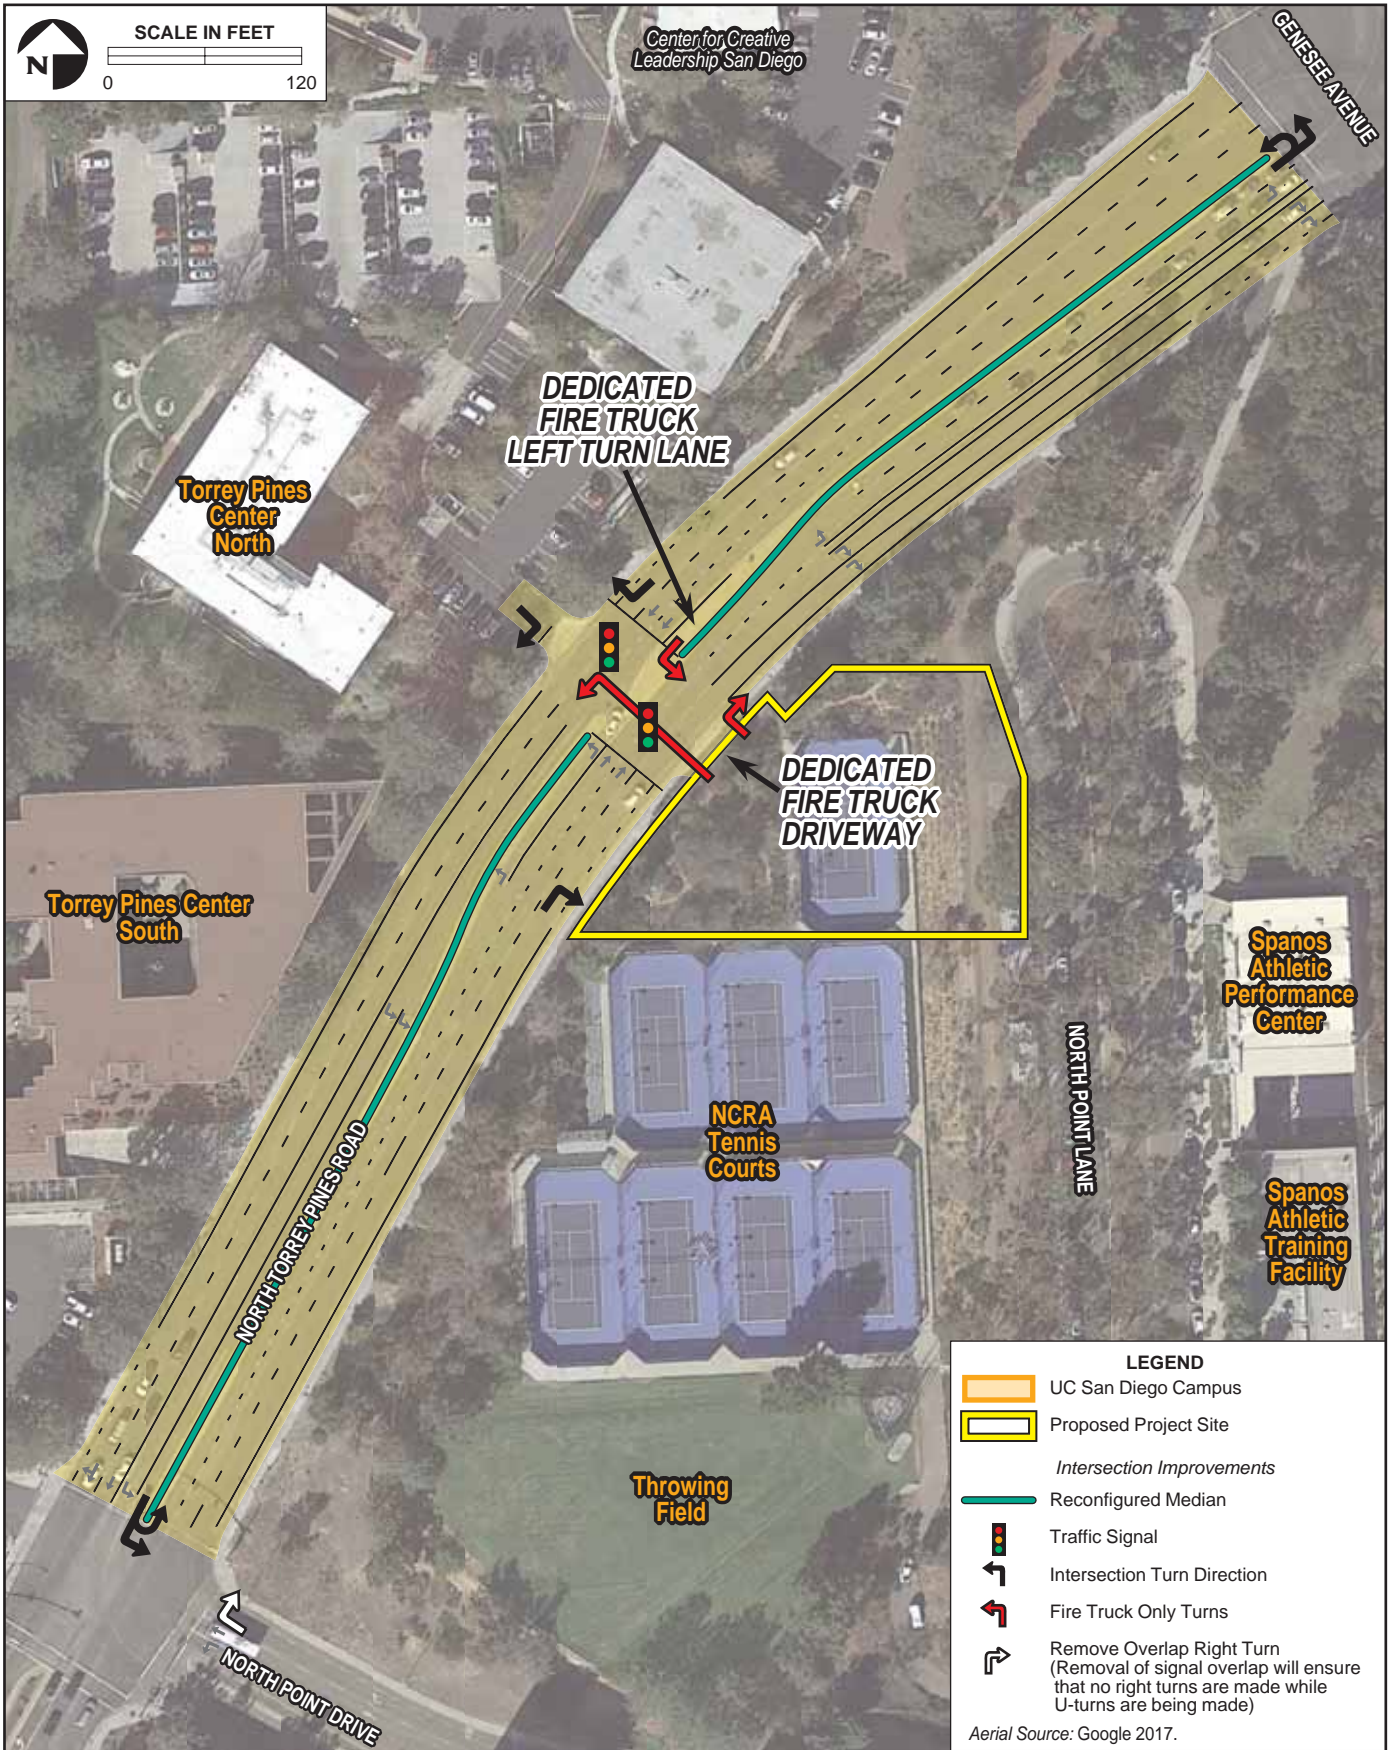 SCALE IN FEET
N
0 120
Center for Creative
Leadership San Diego
GENESEE AVENUE
DEDICATED
FIRE TRUCK
LEFT TURN LANE
Torrey Pines
Center
North
DEDICATED
FIRE TRUCK
DRIVEWAY
Torrey Pines Center
South
Spanos
Athletic
Performance
Center
NORTH POINT LANE
NCRA
Tennis
Courts
NORTH TORREY PINES ROAD
Spanos
Athletic
Training
Facility
Throwing
Field
NORTH POINT DRIVE
LEGEND
UC San Diego Campus
Proposed Project Site
Intersection Improvements
Reconfigured Median
Traffic Signal
Intersection Turn Direction
Fire Truck Only Turns
Remove Overlap Right Turn
(Removal of signal overlap will ensure
that no right turns are made while
U-turns are being made)
Aerial Source: Google 2017.